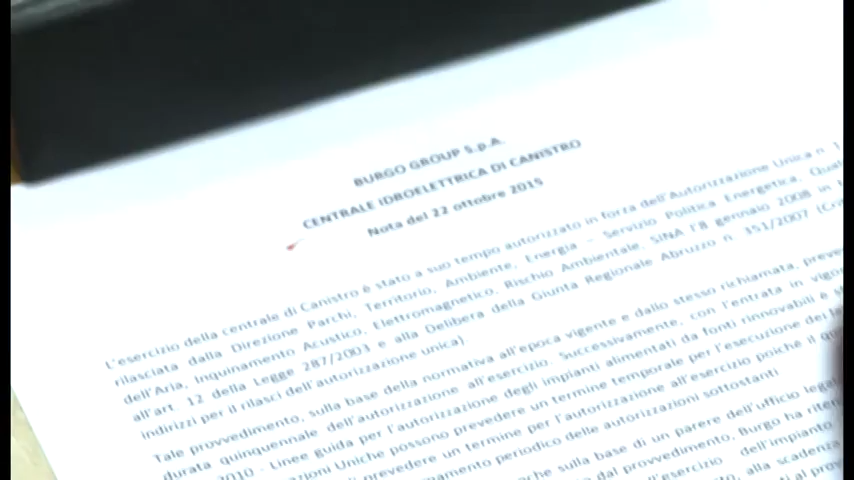 BURGO GROUP S.p.A.
CENTRALE IDROELETTRICA DI CANISTRO
Nota del 22 ottobre 2015
L'esercizio della centrale di Canistro è stato a suo tempo autorizzato in forza dell'Autorizzazione Unica n.
rilasciata dalla Direzione Parchi, Territorio, Ambiente, Energia – Servizio Politica Energetica,
dell'Aria, Inquinamento Acustico, Elettromagnetico, Rischio Ambientale, SINA l'8 gennaio 2008 in
all'art. 12 della Legge 287/2003 e alla Delibera della Giunta Regionale Abruzzo n. 351/2007
indirizzi per il rilasci dell'autorizzazione unica)
Tale provvedimento, sulla base della normativa all'epoca vigente e dallo stesso richiamata,
durata quinquennale dell'autorizzazione all'esercizio. Successivamente, con l'entrata in
2010 - Linee guida per l'autorizzazione degli impianti alimentati da fonti rinnovabili e
Uniche possono prevedere un termine temporale per l'esecuzione dei
prevedere un termine per l'autorizzazione all'esercizio poiché il
periodico delle autorizzazioni sottostanti
sulla base di un parere dell'ufficio
dal provvedimento, Burgo ha
dell'impianto
alla scadenza